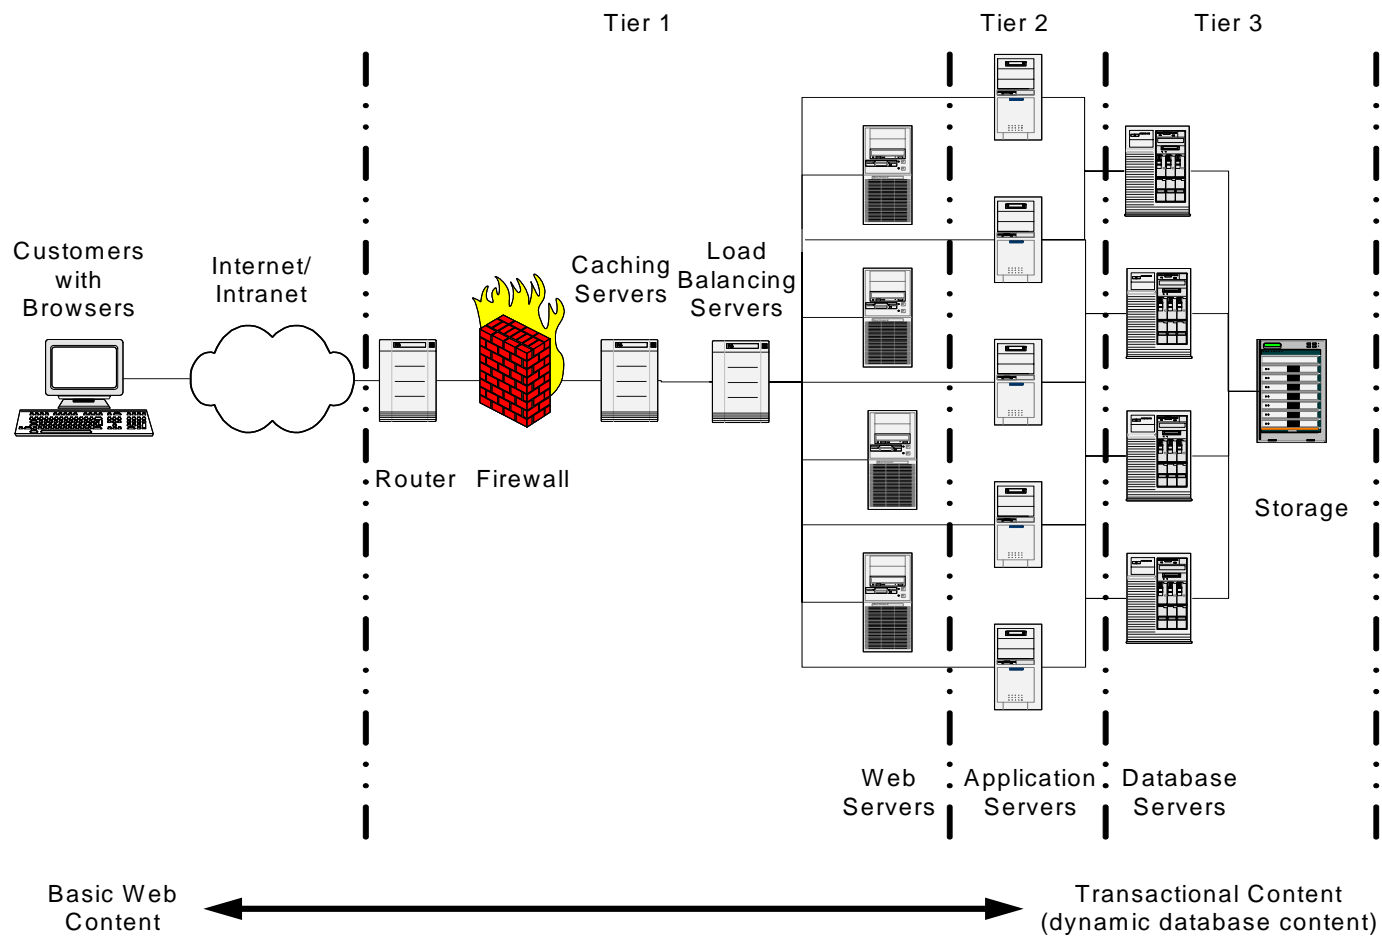 Tier 1
Tier 2
Tier 3
Customers
with
Browsers
Internet/
Intranet
Caching
Servers
Load
Balancing
Servers
Router
Firewall
Storage
Web
Servers
Application
Servers
Database
Servers
Basic Web
Content
Transactional Content
(dynamic database content)